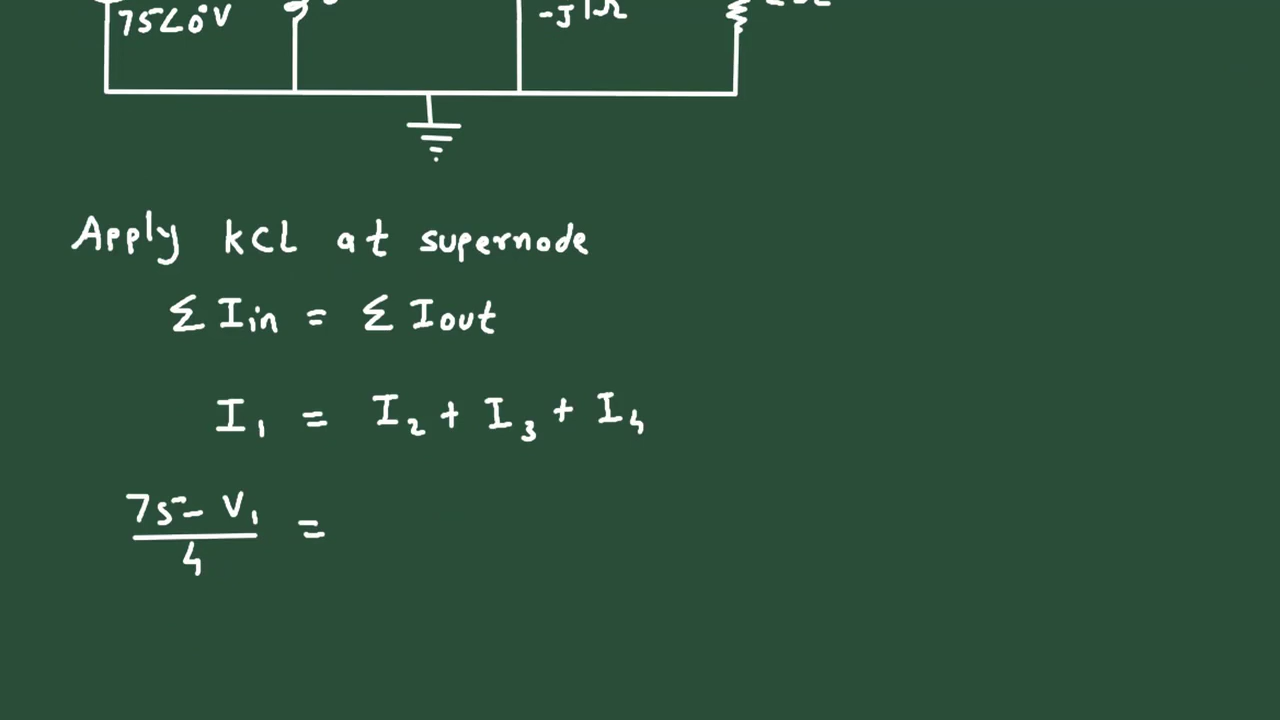 75∠0°V
-J1Ω
Apply KCL at supernode
Σ Iin = Σ Iout
I₁ = I₂ + I₃ + I₄
75 - V₁
4
=